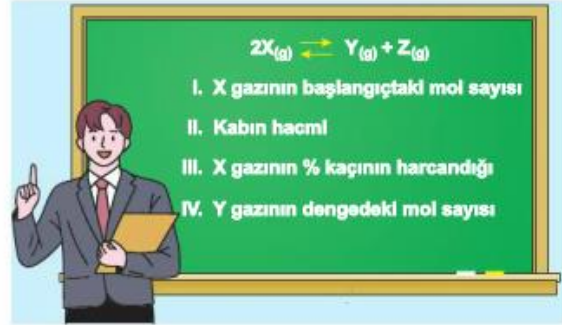 2X(g) ⇄ Y(g) + Z(g)
I. X gazının başlangıçtaki mol sayısı
II. Kabın hacmi
III. X gazının % kaçının harcandığı
IV. Y gazının dengedeki mol sayısı